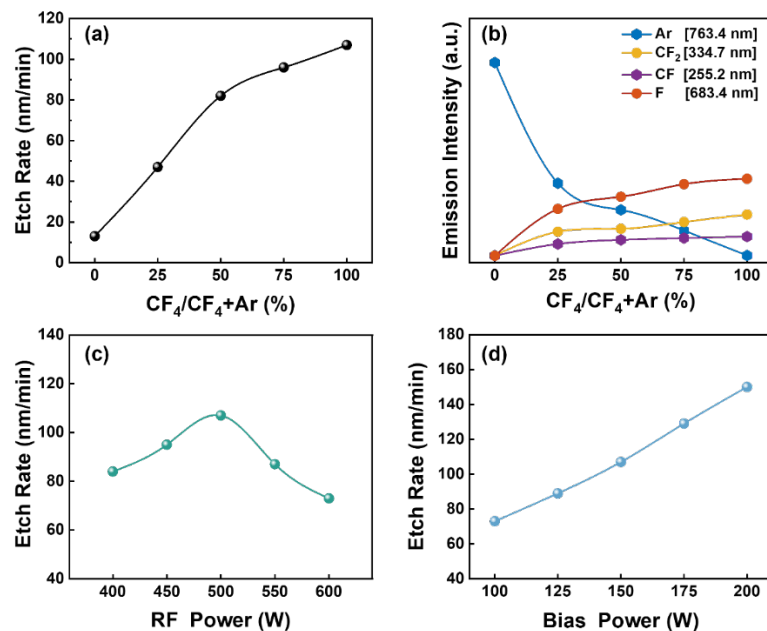 (a)
Etch Rate (nm/min)
120
100
80
60
40
20
0
0 25 50 75 100
CF₄/CF₄+Ar (%)
(b)
Emission Intensity (a.u.)
Ar [763.4 nm]
CF₂ [334.7 nm]
CF [255.2 nm]
F [683.4 nm]
0 25 50 75 100
CF₄/CF₄+Ar (%)
(c)
Etch Rate (nm/min)
140
120
100
80
60
40
400 450 500 550 600
RF Power (W)
(d)
Etch Rate (nm/min)
180
160
140
120
100
80
60
40
100 125 150 175 200
Bias Power (W)